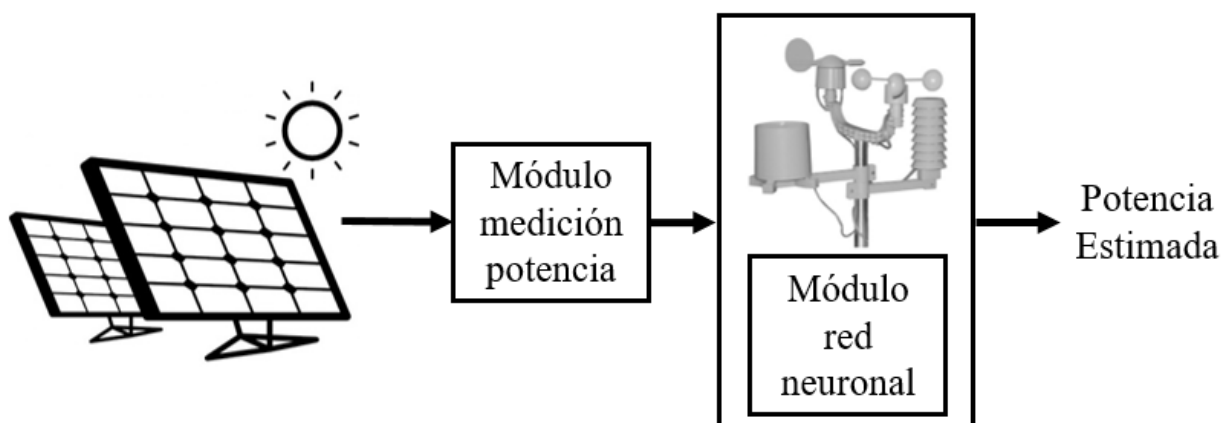 Módulo
medición
potencia
Módulo
red
neuronal
Potencia
Estimada